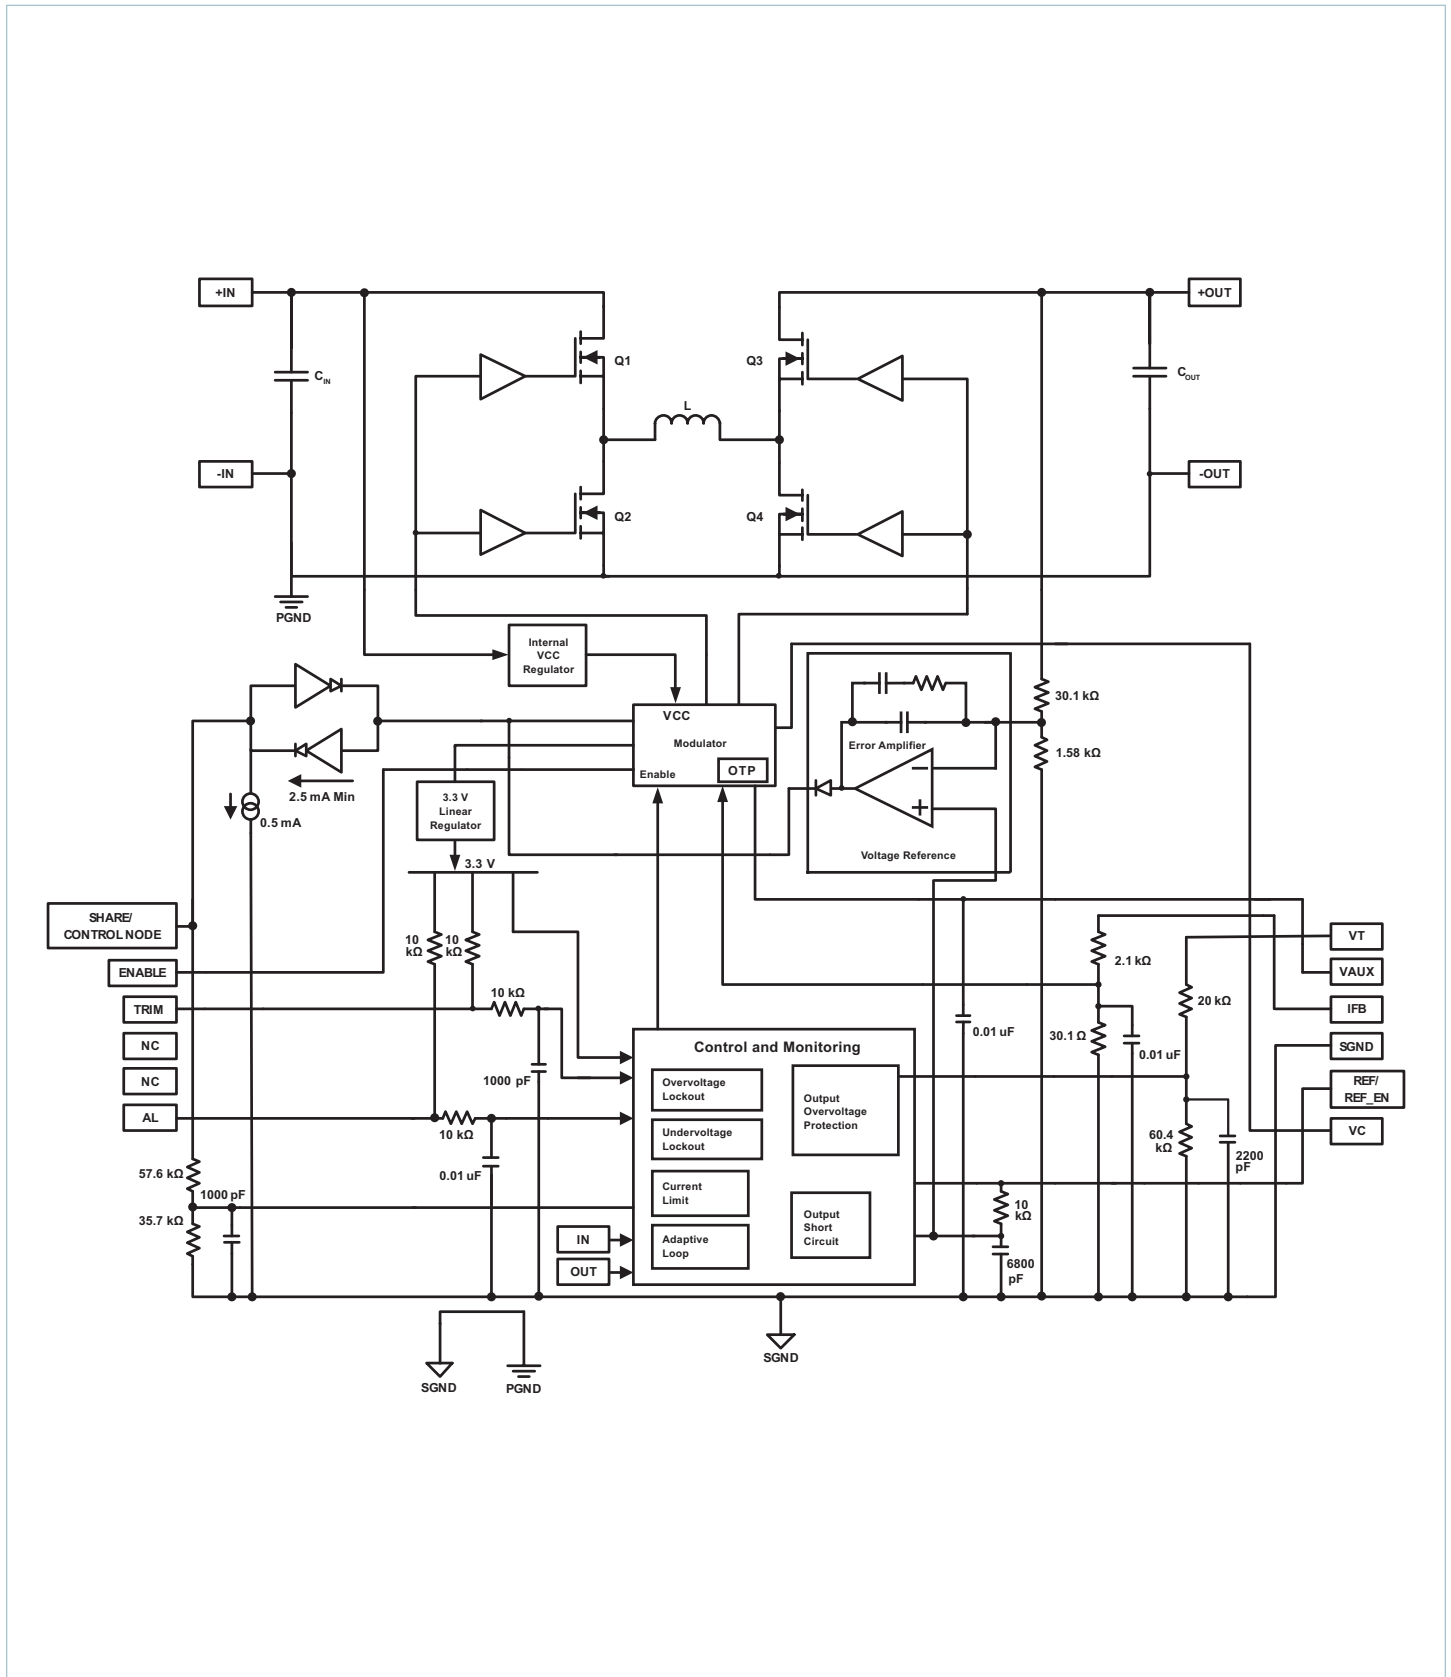 +IN
+OUT
Q1
Q3
C_IN
C_OUT
L
-IN
-OUT
Q2
Q4
PGND
Internal
VCC
Regulator
30.1 kΩ
VCC
Modulator
Error Amplifier
1.58 kΩ
OTP
Enable
–
+
2.5 mA Min
0.5 mA
3.3 V
Linear
Regulator
Voltage Reference
3.3 V
SHARE/
CONTROL NODE
10
kΩ
10
kΩ
VT
2.1 kΩ
ENABLE
VAUX
10 kΩ
20 kΩ
TRIM
IFB
0.01 uF
30.1 Ω
0.01 uF
NC
Control and Monitoring
SGND
1000 pF
NC
Overvoltage
Lockout
Output
Overvoltage
Protection
REF/
REF_EN
AL
10 kΩ
Undervoltage
Lockout
60.4
kΩ
VC
2200
pF
57.6 kΩ
0.01 uF
1000 pF
Current
Limit
10
kΩ
35.7 kΩ
Output
Short
Circuit
IN
Adaptive
Loop
OUT
6800
pF
SGND
SGND
PGND